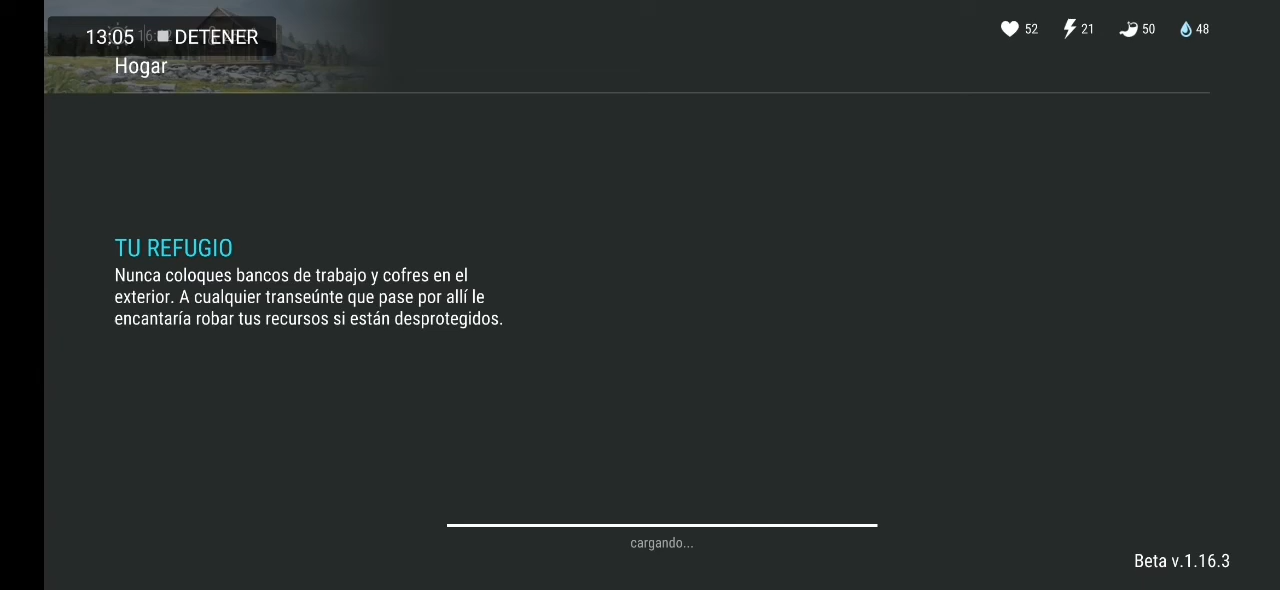 13:05 DETENER
52 21 50 48
Hogar
TU REFUGIO
Nunca coloques bancos de trabajo y cofres en el
exterior. A cualquier transeúnte que pase por allí le
encantaría robar tus recursos si están desprotegidos.
cargando...
Beta v.1.16.3